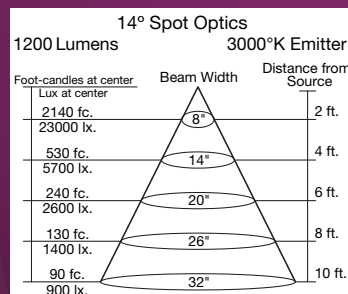 14º Spot Optics
1200 Lumens 3000°K Emitter
Foot-candles at center Beam Width Distance from
Lux at center Source
2140 fc. 8" 2 ft.
23000 lx.
530 fc. 14" 4 ft.
5700 lx.
240 fc. 20" 6 ft.
2600 lx.
130 fc. 26" 8 ft.
1400 lx.
90 fc. 32" 10 ft.
900 lx.